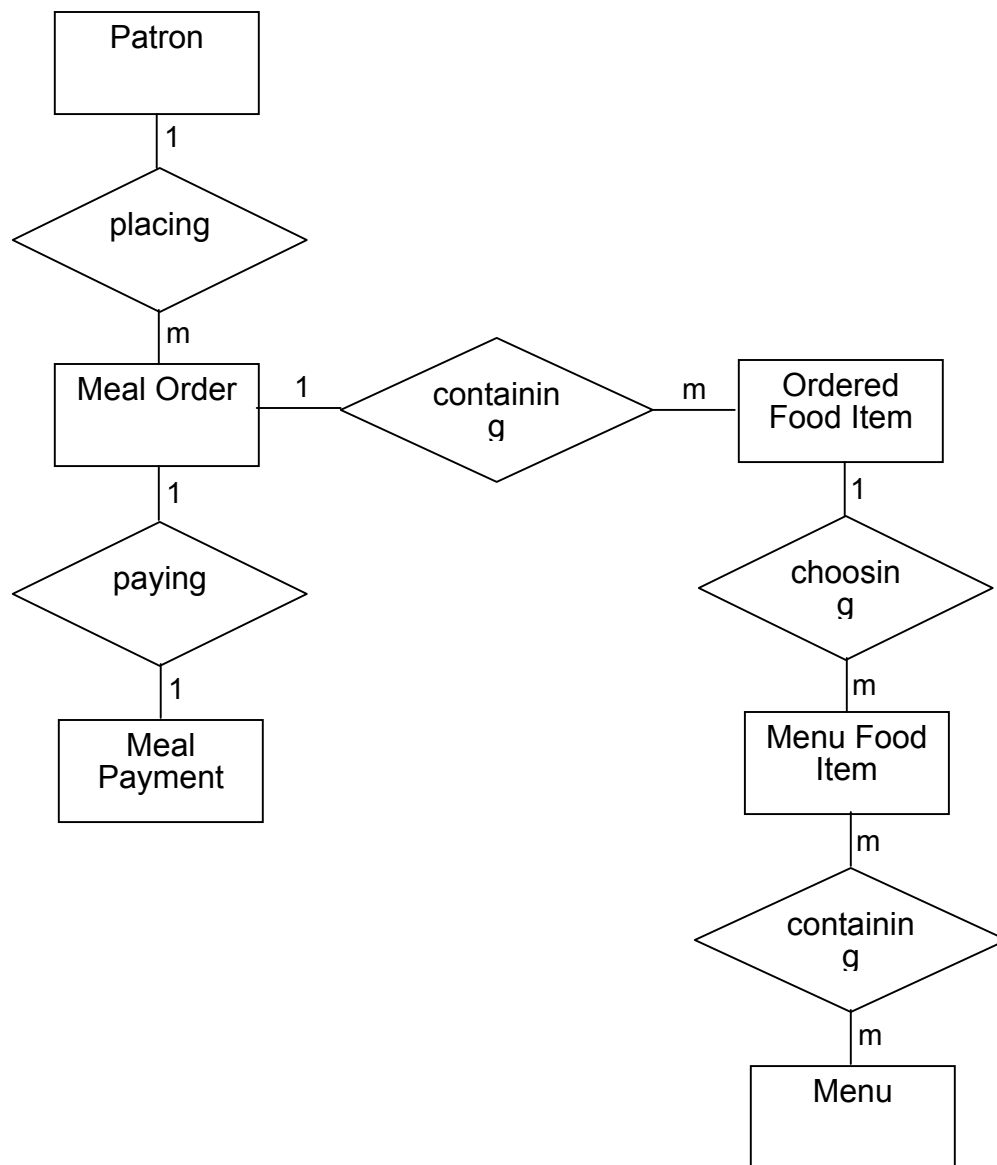 Patron
1
placing
m
Meal Order
1
containin
g
m
Ordered
Food Item
1
1
paying
choosin
g
1
m
Meal
Payment
Menu Food
Item
m
containin
g
m
Menu